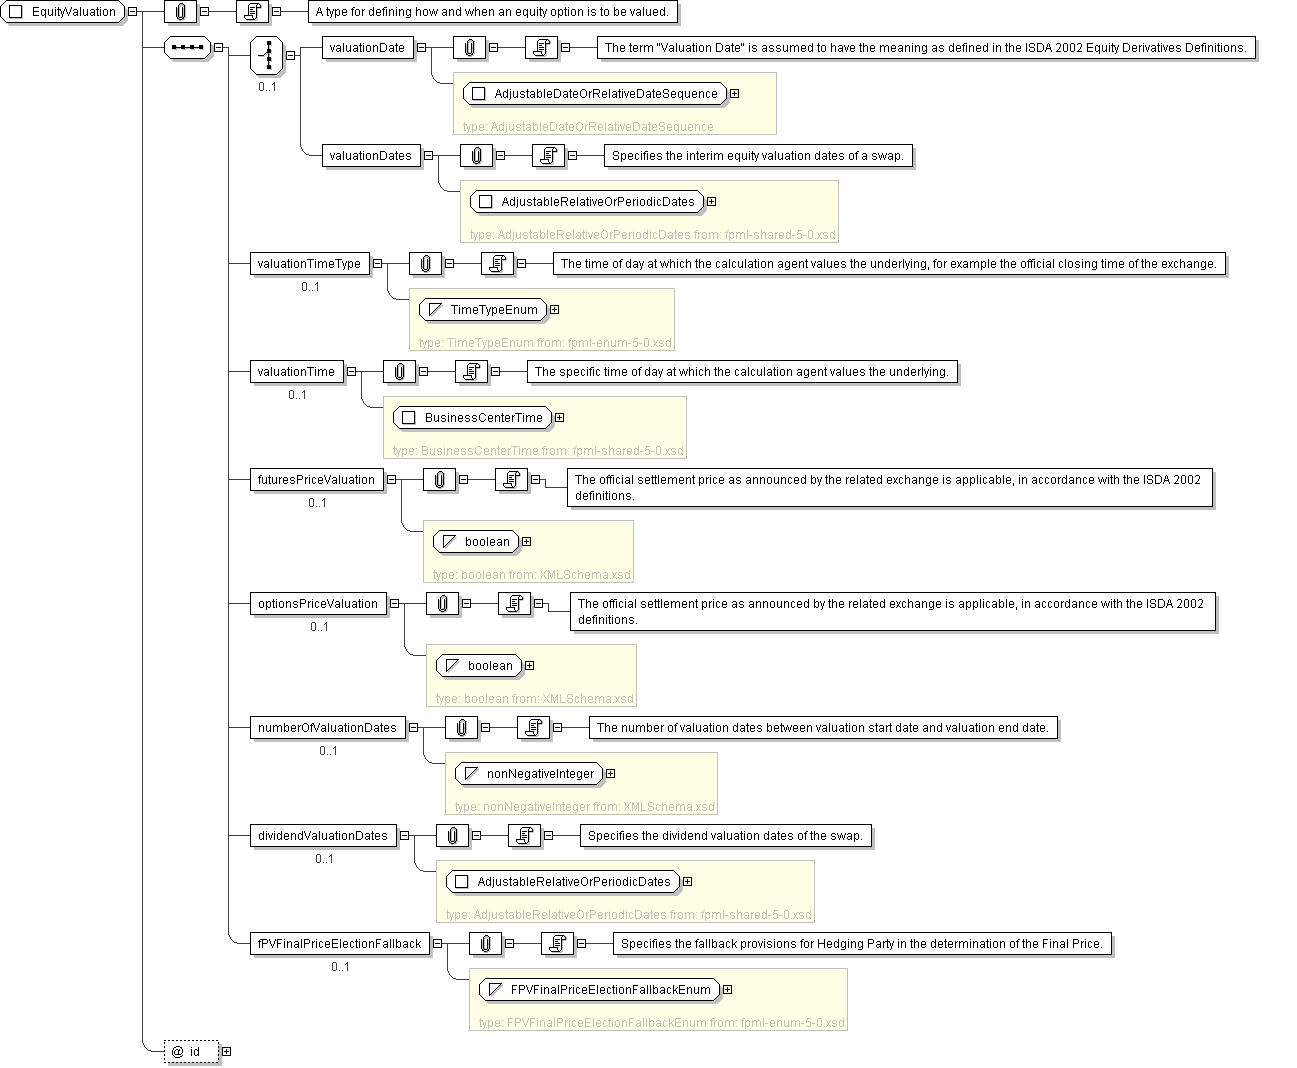 EquityValuation
A type for defining how and when an equity option is to be valued.
0..1
valuationDate
The term "Valuation Date" is assumed to have the meaning as defined in the ISDA 2002 Equity Derivatives Definitions.
AdjustableDateOrRelativeDateSequence
type: AdjustableDateOrRelativeDateSequence
valuationDates
Specifies the interim equity valuation dates of a swap.
AdjustableRelativeOrPeriodicDates
type: AdjustableRelativeOrPeriodicDates from: fpml-shared-5-0.xsd
valuationTimeType
The time of day at which the calculation agent values the underlying, for example the official closing time of the exchange.
0..1
TimeTypeEnum
type: TimeTypeEnum from: fpml-enum-5-0.xsd
valuationTime
The specific time of day at which the calculation agent values the underlying.
0..1
BusinessCenterTime
type: BusinessCenterTime from: fpml-shared-5-0.xsd
futuresPriceValuation
The official settlement price as announced by the related exchange is applicable, in accordance with the ISDA 2002
definitions.
0..1
boolean
type: boolean from: XMLSchema.xsd
optionsPriceValuation
The official settlement price as announced by the related exchange is applicable, in accordance with the ISDA 2002
definitions.
0..1
boolean
type: boolean from: XMLSchema.xsd
numberOfValuationDates
The number of valuation dates between valuation start date and valuation end date.
0..1
nonNegativeInteger
type: nonNegativeInteger from: XMLSchema.xsd
dividendValuationDates
Specifies the dividend valuation dates of the swap.
0..1
AdjustableRelativeOrPeriodicDates
type: AdjustableRelativeOrPeriodicDates from: fpml-shared-5-0.xsd
fPVFinalPriceElectionFallback
Specifies the fallback provisions for Hedging Party in the determination of the Final Price.
0..1
FPVFinalPriceElectionFallbackEnum
type: FPVFinalPriceElectionFallbackEnum from: fpml-enum-5-0.xsd
@ id